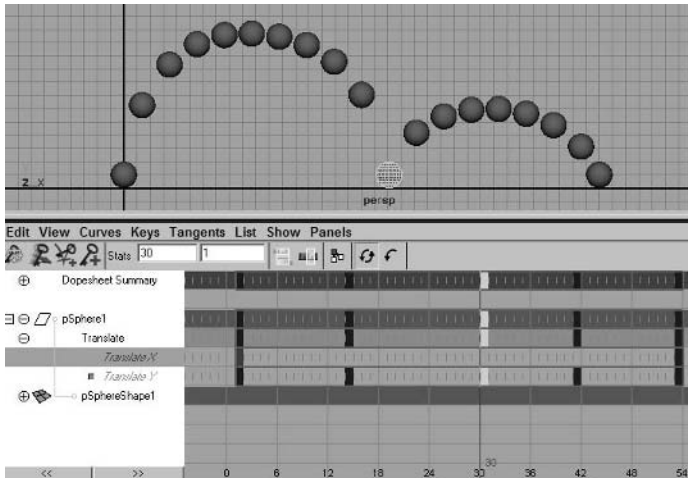 z x
persp
Edit View Curves Keys Tangents List Show Panels
Stats 30 1
Dopesheet Summary
pSphere1
Translate
Translate X
Translate Y
pSphereShape1
30
<< >> 0 6 12 18 24 30 36 42 48 54